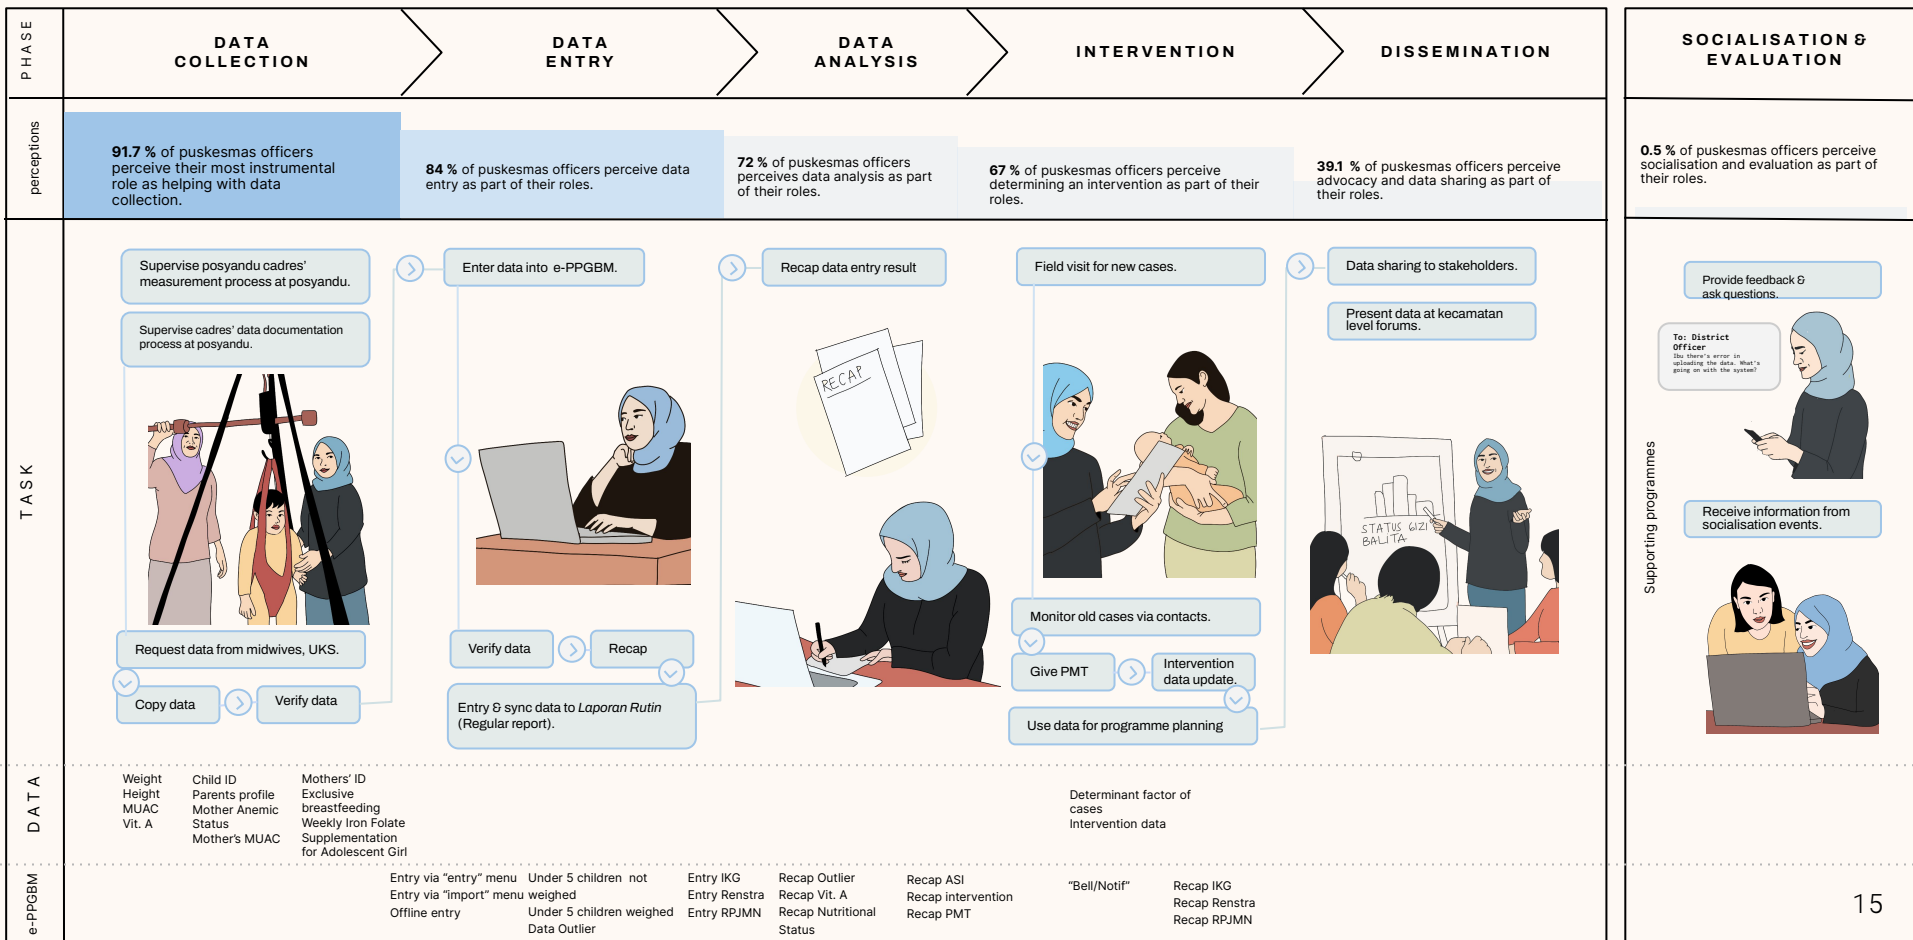 PHASE
DATA
COLLECTION
DATA
ENTRY
DATA
ANALYSIS
INTERVENTION
DISSEMINATION
SOCIALISATION &
EVALUATION
perceptions
91.7 % of puskesmas officers
perceive their most instrumental
role as helping with data
collection.
84 % of puskesmas officers perceive data
entry as part of their roles.
72 % of puskesmas officers
perceives data analysis as part
of their roles.
67 % of puskesmas officers perceive
determining an intervention as part of their
roles.
39.1 % of puskesmas officers perceive
advocacy and data sharing as part of
their roles.
0.5 % of puskesmas officers perceive
socialisation and evaluation as part of
their roles.
TASK
Supervise posyandu cadres’
measurement process at posyandu.
Supervise cadres’ data documentation
process at posyandu.
Request data from midwives, UKS.
Copy data
Verify data
Enter data into e-PPGBM.
Verify data
Recap
Entry & sync data to Laporan Rutin
(Regular report).
Recap data entry result
RECAP
Field visit for new cases.
Monitor old cases via contacts.
Give PMT
Intervention
data update.
Use data for programme planning
Data sharing to stakeholders.
Present data at kecamatan
level forums.
STATUS GIZI
BALITA
Supporting programmes
Provide feedback &
ask questions.
To: District
Officer
Ibu there's error in
uploading the data. What's
going on with the system?
Receive information from
socialisation events.
DATA
Weight
Height
MUAC
Vit. A
Child ID
Parents profile
Mother Anemic
Status
Mother’s MUAC
Mothers’ ID
Exclusive
breastfeeding
Weekly Iron Folate
Supplementation
for Adolescent Girl
Determinant factor of
cases
Intervention data
e-PPGBM
Entry via “entry” menu
Entry via “import” menu
Offline entry
Under 5 children not
weighed
Under 5 children weighed
Data Outlier
Entry IKG
Entry Renstra
Entry RPJMN
Recap Outlier
Recap Vit. A
Recap Nutritional
Status
Recap ASI
Recap intervention
Recap PMT
“Bell/Notif”
Recap IKG
Recap Renstra
Recap RPJMN
15